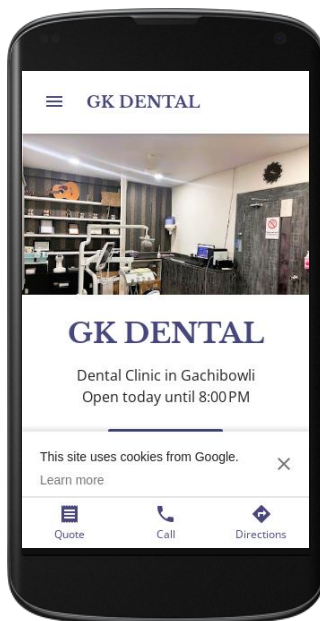 GK DENTAL
GK DENTAL
Dental Clinic in Gachibowli
Open today until 8:00 PM
This site uses cookies from Google.
Learn more
Quote
Call
Directions